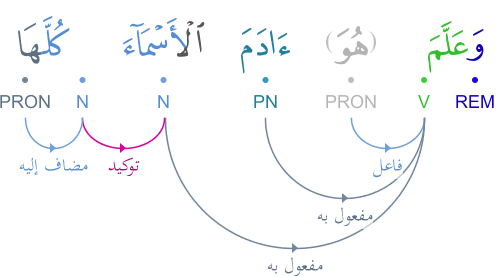 وَعَلَّمَ (هُوَ) ءَادَمَ ٱلْأَسْمَآءَ كُلَّهَا
REM V PRON PN N N PRON
فاعل توكيد مضاف إليه
مفعول به
مفعول به